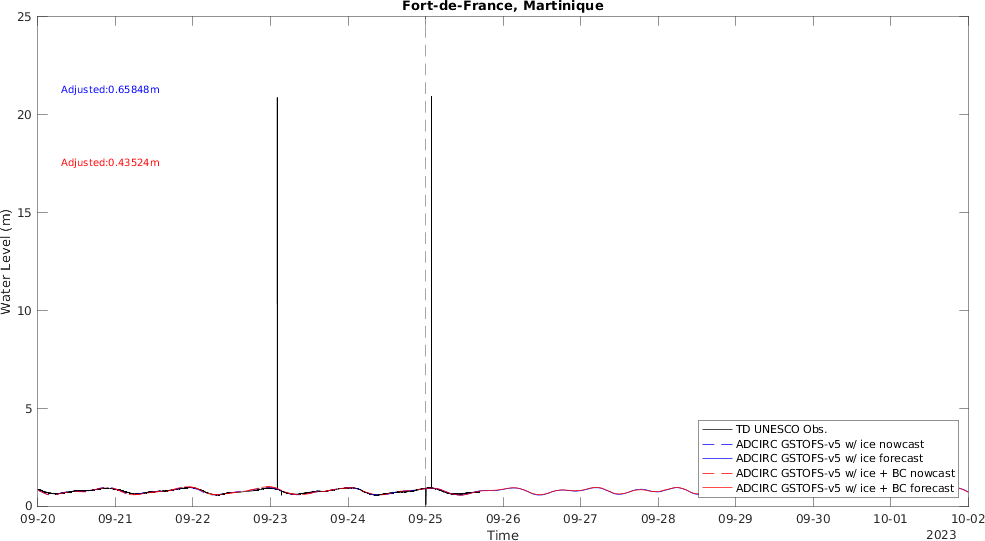 Fort-de-France, Martinique
25
20
15
10
5
0
Water Level (m)
Adjusted:0.65848m
Adjusted:0.43524m
TD UNESCO Obs.
ADCIRC GSTOFS-v5 w/ ice nowcast
ADCIRC GSTOFS-v5 w/ ice forecast
ADCIRC GSTOFS-v5 w/ ice + BC nowcast
ADCIRC GSTOFS-v5 w/ ice + BC forecast
09-20 09-21 09-22 09-23 09-24 09-25 09-26 09-27 09-28 09-29 09-30 10-01 10-02
Time
2023